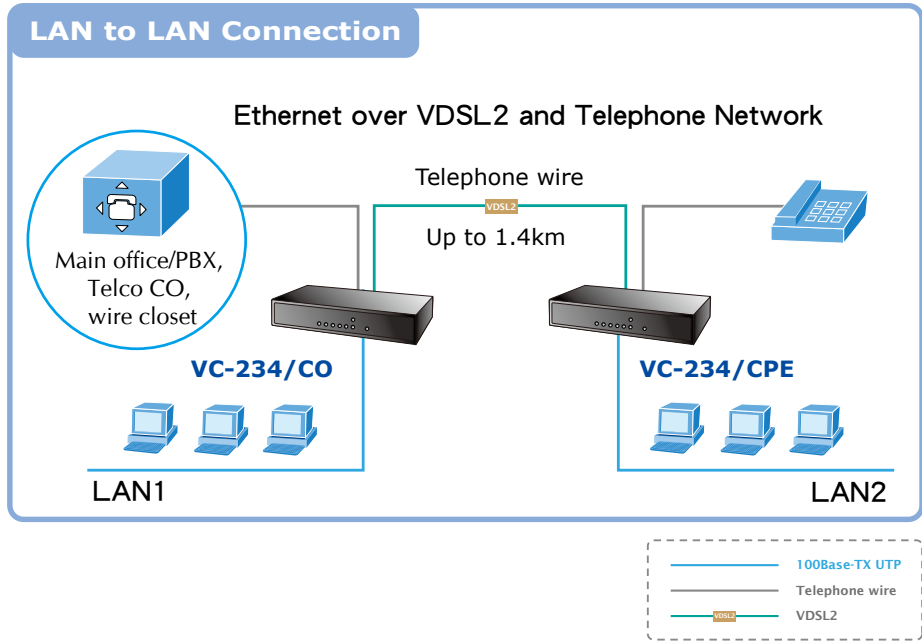 LAN to LAN Connection
Ethernet over VDSL2 and Telephone Network
Telephone wire
VDSL2
Up to 1.4km
Main office/PBX,
Telco CO,
wire closet
VC-234/CO
VC-234/CPE
LAN1
LAN2
100Base-TX UTP
Telephone wire
VDSL2
VDSL2